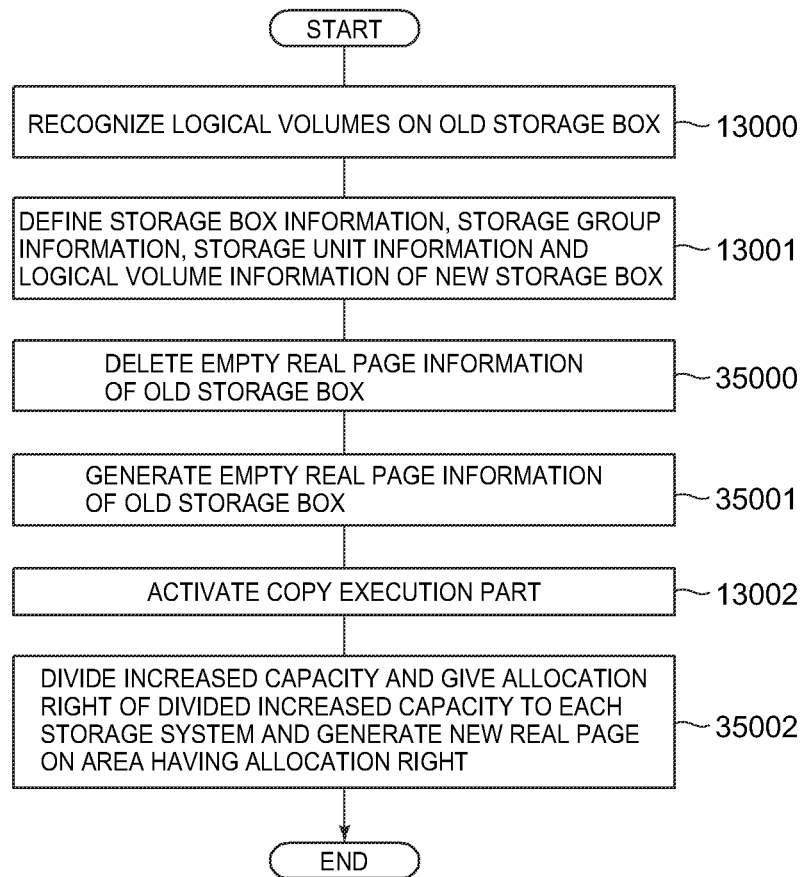 START
RECOGNIZE LOGICAL VOLUMES ON OLD STORAGE BOX
13000
DEFINE STORAGE BOX INFORMATION, STORAGE GROUP
INFORMATION, STORAGE UNIT INFORMATION AND
LOGICAL VOLUME INFORMATION OF NEW STORAGE BOX
13001
DELETE EMPTY REAL PAGE INFORMATION
OF OLD STORAGE BOX
35000
GENERATE EMPTY REAL PAGE INFORMATION
OF OLD STORAGE BOX
35001
ACTIVATE COPY EXECUTION PART
13002
DIVIDE INCREASED CAPACITY AND GIVE ALLOCATION
RIGHT OF DIVIDED INCREASED CAPACITY TO EACH
STORAGE SYSTEM AND GENERATE NEW REAL PAGE
ON AREA HAVING ALLOCATION RIGHT
35002
END